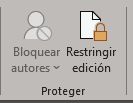 Bloquear Restringir
autores edición
Proteger